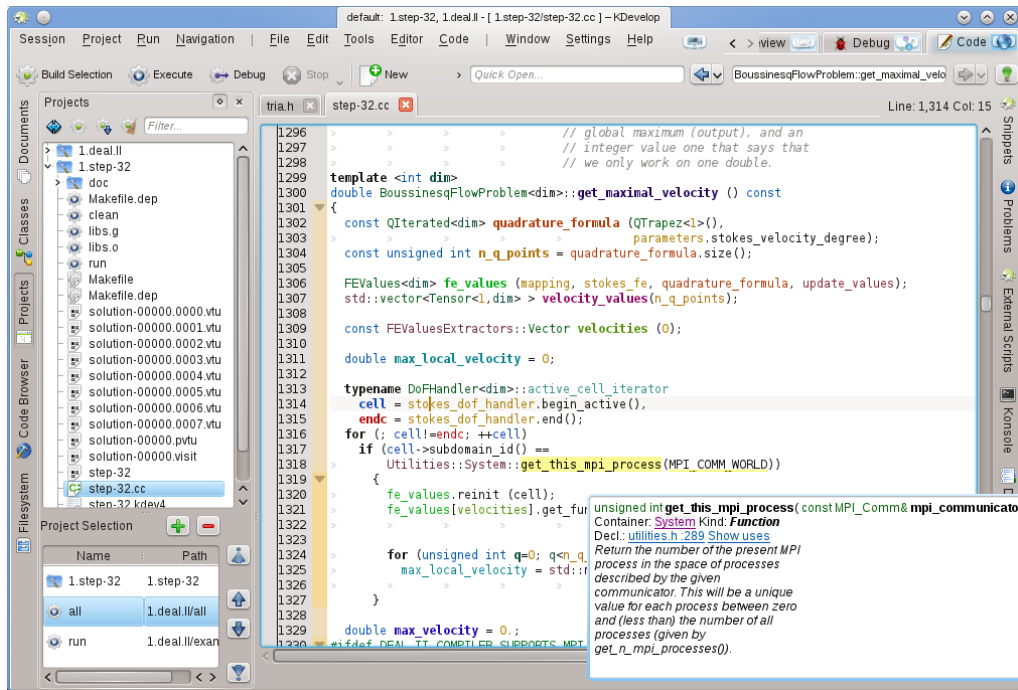 default: 1.step-32, 1.deal.II - [ 1.step-32/step-32.cc ] – KDevelop
Session Project Run Navigation | File Edit Tools Editor Code | Window Settings Help < > view Debug Code
Build Selection Execute Debug Stop New > Quick Open... BoussinesqFlowProblem::get_maximal_velo
Projects
Filter...
1.deal.II
1.step-32
doc
Makefile.dep
clean
libs.g
libs.o
run
Makefile
Makefile.dep
solution-00000.0000.vtu
solution-00000.0001.vtu
solution-00000.0002.vtu
solution-00000.0003.vtu
solution-00000.0004.vtu
solution-00000.0005.vtu
solution-00000.0006.vtu
solution-00000.0007.vtu
solution-00000.pvtu
solution-00000.visit
step-32
step-32.cc
step-32.kdev4
Project Selection
Name Path
1.step-32 1.step-32
all 1.deal.II/all
run 1.deal.II/exan
Documents
Classes
Projects
Code Browser
Filesystem
tria.h step-32.cc Line: 1,314 Col: 15
1296 // global maximum (output), and an
1297 // integer value one that says that
1298 // we only work on one double.
1299 template <int dim>
1300 double BoussinesqFlowProblem<dim>::get_maximal_velocity () const
1301 {
1302 const QIterated<dim> quadrature_formula (QTrapez<1>(),
1303 parameters.stokes_velocity_degree);
1304 const unsigned int n_q_points = quadrature_formula.size();
1305
1306 FEValues<dim> fe_values (mapping, stokes_fe, quadrature_formula, update_values);
1307 std::vector<Tensor<1,dim> > velocity_values(n_q_points);
1308
1309 const FEValuesExtractors::Vector velocities (0);
1310
1311 double max_local_velocity = 0;
1312
1313 typename DoFHandler<dim>::active_cell_iterator
1314 cell = stokes_dof_handler.begin_active(),
1315 endc = stokes_dof_handler.end();
1316 for (; cell!=endc; ++cell)
1317 if (cell->subdomain_id() ==
1318 Utilities::System::get_this_mpi_process(MPI_COMM_WORLD))
1319 {
1320 fe_values.reinit (cell);
1321 fe_values[velocities].get_fun
1322
1323
1324 for (unsigned int q=0; q<n_q_
1325 max_local_velocity = std::m
1326
1327 }
1328
1329 double max_velocity = 0.;
1330 #ifdef DEAL_II_COMPILER_SUPPORTS_MPI
unsigned int get_this_mpi_process( const MPI_Comm& mpi_communicato
Container: System Kind: Function
Decl.: utilities.h :289 Show uses
Return the number of the present MPI
process in the space of processes
described by the given
communicator. This will be a unique
value for each process between zero
and (less than) the number of all
processes (given by
get_n_mpi_processes()).
Snippets
Problems
External Scripts
Konsole